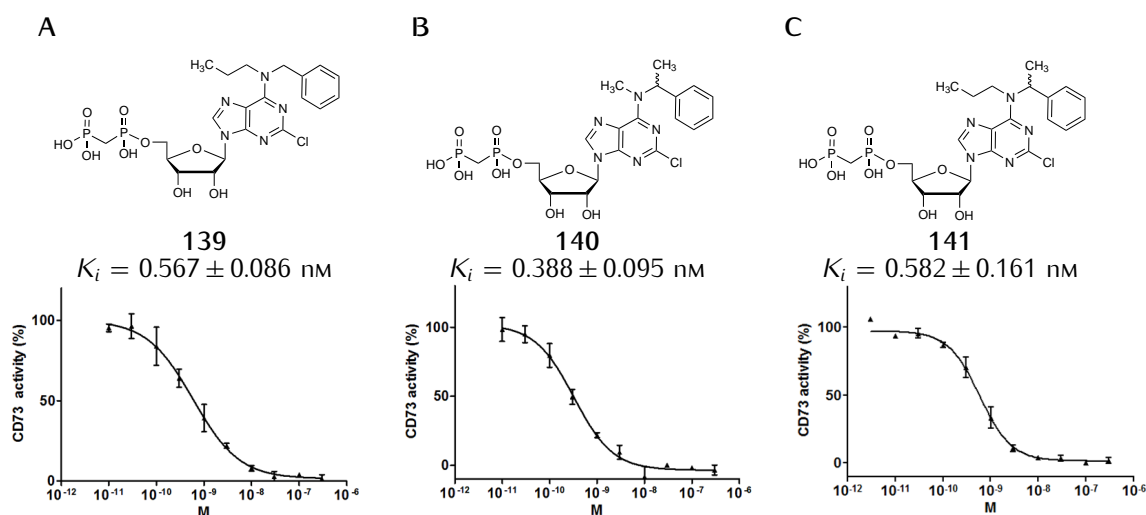 A
B
C
H₃C
N
N
N
N
N
Cl
O
O
P
P
HO
OH
OH
O
O
OH
OH
CH₃
H₃C
N
N
N
N
N
Cl
O
O
P
P
HO
OH
OH
O
O
OH
OH
CH₃
H₃C
N
N
N
N
N
Cl
O
O
P
P
HO
OH
OH
O
O
OH
OH
139
140
141
Kᵢ = 0.567 ± 0.086 nM
Kᵢ = 0.388 ± 0.095 nM
Kᵢ = 0.582 ± 0.161 nM
CD73 activity (%)
100
50
0
10⁻¹² 10⁻¹¹ 10⁻¹⁰ 10⁻⁹ 10⁻⁸ 10⁻⁷ 10⁻⁶
M
CD73 activity (%)
100
50
0
10⁻¹² 10⁻¹¹ 10⁻¹⁰ 10⁻⁹ 10⁻⁸ 10⁻⁷ 10⁻⁶
M
CD73 activity (%)
100
50
0
10⁻¹² 10⁻¹¹ 10⁻¹⁰ 10⁻⁹ 10⁻⁸ 10⁻⁷ 10⁻⁶
M